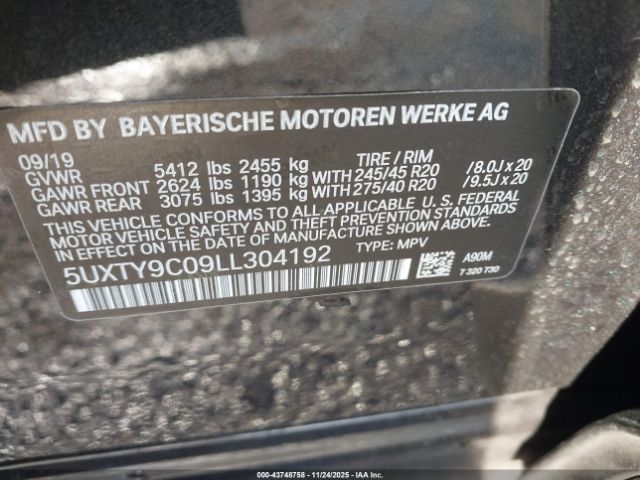 MFD BY BAYERISCHE MOTOREN WERKE AG
09/19 TIRE / RIM
GVWR 5412 lbs 2455 kg
GAWR FRONT 2624 lbs 1190 kg WITH 245/45 R20 /8.0J x 20
GAWR REAR 3075 lbs 1395 kg WITH 275/40 R20 /9.5J x 20
THIS VEHICLE CONFORMS TO ALL APPLICABLE U. S. FEDERAL
MOTOR VEHICLE SAFETY AND THEFT PREVENTION STANDARDS
IN EFFECT ON THE DATE OF MANUFACTURE SHOWN ABOVE.
5UXTY9C09LL304192 TYPE: MPV A90M
7 320 730
000-43748758 - 11/24/2025 - IAA Inc.